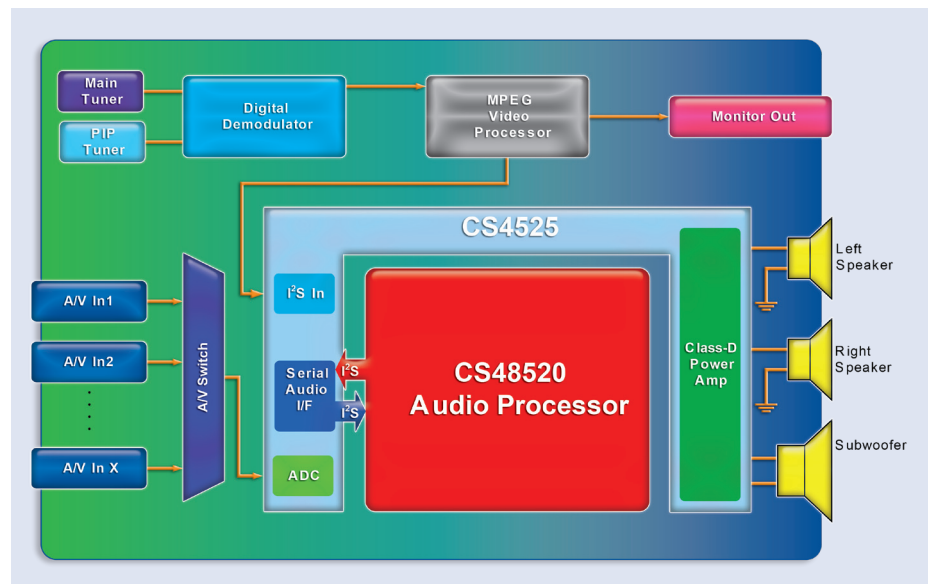 Main
Tuner
PIP
Tuner
Digital
Demodulator
MPEG
Video
Processor
Monitor Out
CS4525
A/V In1
A/V In2
A/V In X
A/V Switch
I²S In
Serial
Audio
I/F
ADC
I²S
I²S
CS48520
Audio Processor
Class-D
Power
Amp
Left
Speaker
Right
Speaker
Subwoofer